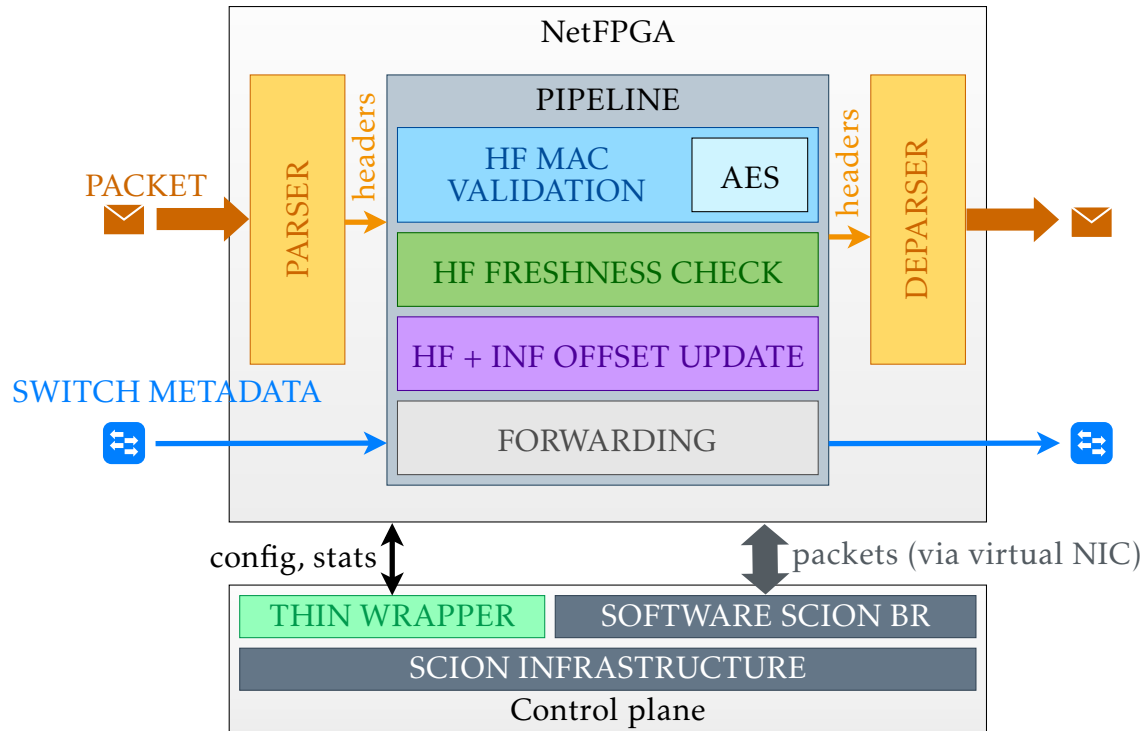 NetFPGA
PIPELINE
PARSER
headers
HF MAC
VALIDATION
AES
headers
DEPARSER
PACKET
HF FRESHNESS CHECK
HF + INF OFFSET UPDATE
SWITCH METADATA
FORWARDING
config, stats
packets (via virtual NIC)
THIN WRAPPER
SOFTWARE SCION BR
SCION INFRASTRUCTURE
Control plane